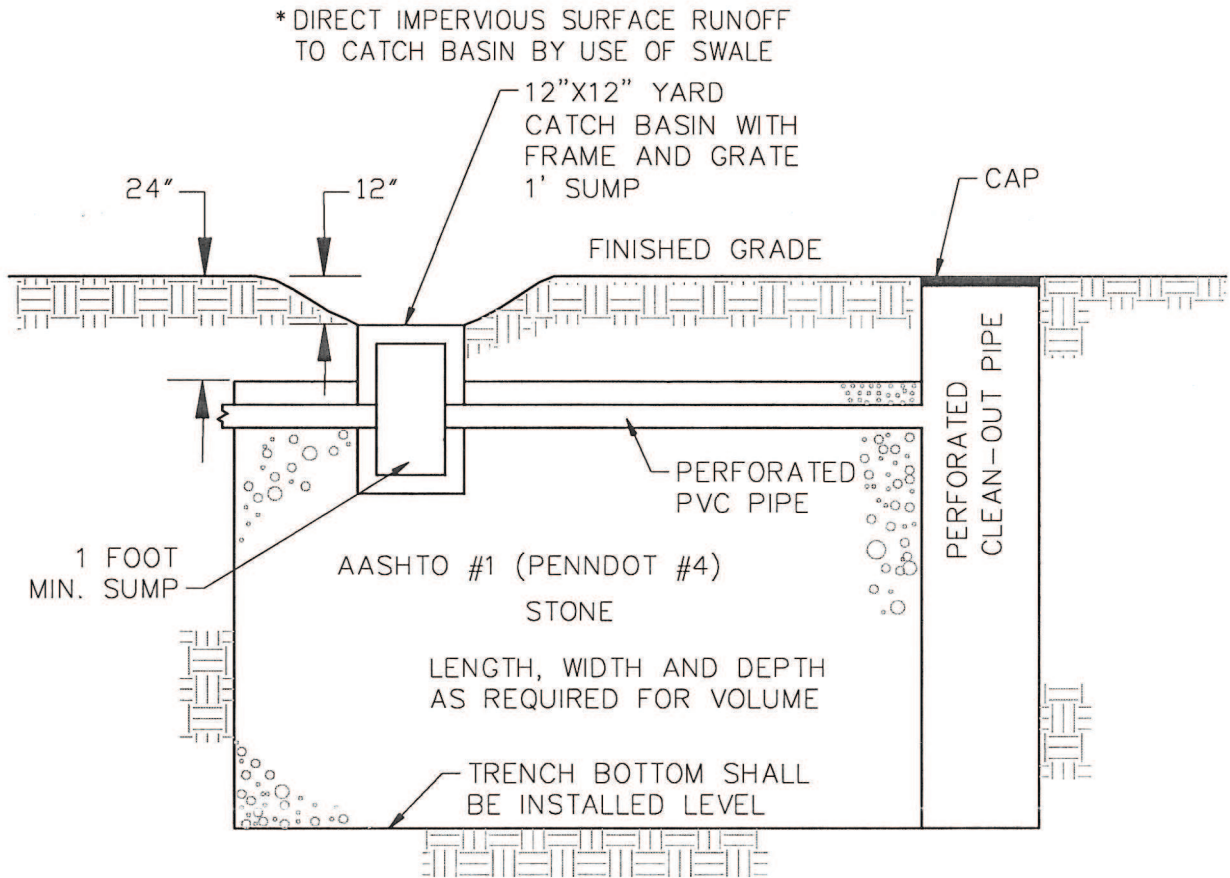 * DIRECT IMPERVIOUS SURFACE RUNOFF
TO CATCH BASIN BY USE OF SWALE
12"X12" YARD
CATCH BASIN WITH
FRAME AND GRATE
1' SUMP
24"
12"
CAP
FINISHED GRADE
PERFORATED
CLEAN-OUT PIPE
PERFORATED
PVC PIPE
1 FOOT
MIN. SUMP
AASHTO #1 (PENNDOT #4)
STONE
LENGTH, WIDTH AND DEPTH
AS REQUIRED FOR VOLUME
TRENCH BOTTOM SHALL
BE INSTALLED LEVEL